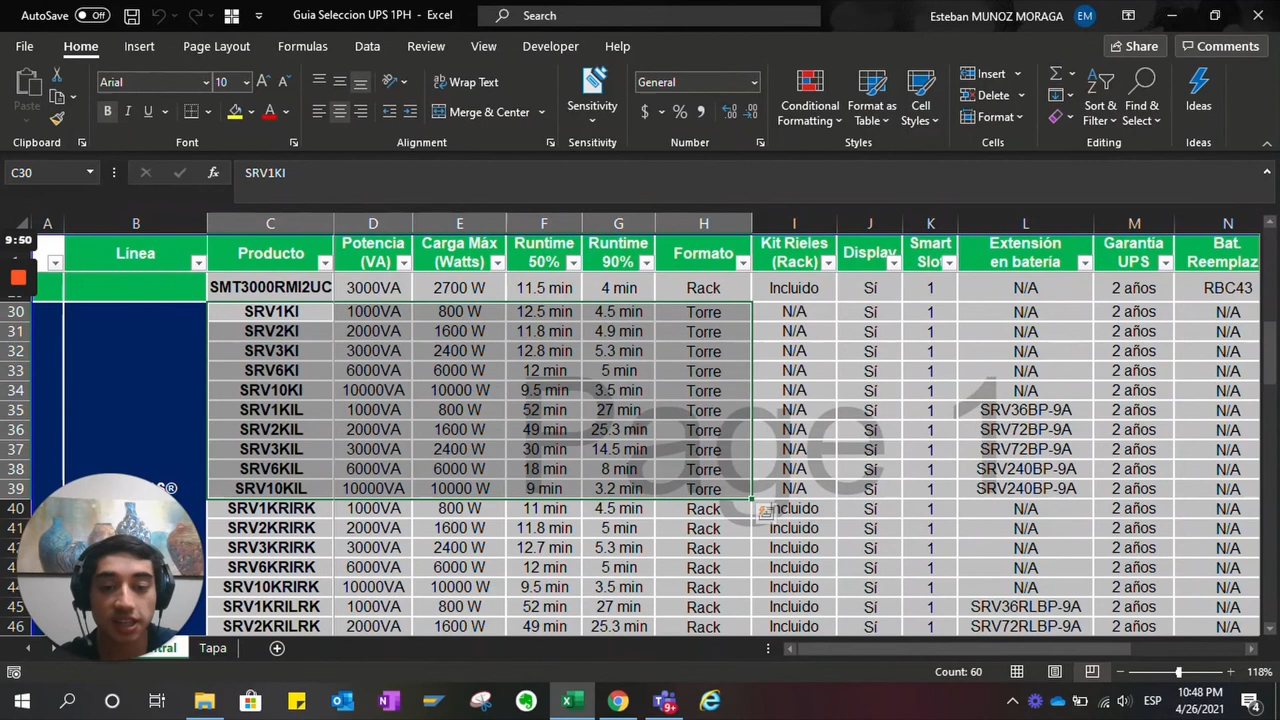 AutoSave Off Guia Seleccion UPS 1PH - Excel Search Esteban MUNOZ MORAGA EM
File Home Insert Page Layout Formulas Data Review View Developer Help Share Comments
Paste Arial 10 Wrap Text Merge & Center Sensitivity General Conditional Formatting Format as Table Cell Styles Insert Delete Format Sort & Filter Find & Select Ideas
Clipboard Font Alignment Sensitivity Number Styles Cells Editing Ideas
C30 fx SRV1KI
A B C D E F G H I J K L M N
9:50
Línea Producto Potencia (VA) Carga Máx (Watts) Runtime 50% Runtime 90% Formato Kit Rieles (Rack) Display Smart Slot Extensión en batería Garantia UPS Bat. Reemplaz
SMT3000RMI2UC 3000VA 2700 W 11.5 min 4 min Rack Incluido Sí 1 N/A 2 años RBC43
30 SRV1KI 1000VA 800 W 12.5 min 4.5 min Torre N/A Sí 1 N/A 2 años N/A
31 SRV2KI 2000VA 1600 W 11.8 min 4.9 min Torre N/A Sí 1 N/A 2 años N/A
32 SRV3KI 3000VA 2400 W 12.8 min 5.3 min Torre N/A Sí 1 N/A 2 años N/A
33 SRV6KI 6000VA 6000 W 12 min 5 min Torre N/A Sí 1 N/A 2 años N/A
34 SRV10KI 10000VA 10000 W 9.5 min 3.5 min Torre N/A Sí 1 N/A 2 años N/A
35 SRV1KIL 1000VA 800 W 52 min 27 min Torre N/A Sí 1 SRV36BP-9A 2 años N/A
36 SRV2KIL 2000VA 1600 W 49 min 25.3 min Torre N/A Sí 1 SRV72BP-9A 2 años N/A
37 SRV3KIL 3000VA 2400 W 30 min 14.5 min Torre N/A Sí 1 SRV72BP-9A 2 años N/A
38 SRV6KIL 6000VA 6000 W 18 min 8 min Torre N/A Sí 1 SRV240BP-9A 2 años N/A
39 SRV10KIL 10000VA 10000 W 9 min 3.2 min Torre N/A Sí 1 SRV240BP-9A 2 años N/A
40 SRV1KRIRK 1000VA 800 W 11 min 4.5 min Rack Sí 1 N/A 2 años N/A
41 SRV2KRIRK 2000VA 1600 W 11.8 min 5 min Rack Incluido Sí 1 N/A 2 años N/A
SRV3KRIRK 3000VA 2400 W 12.7 min 5.3 min Rack Incluido Sí 1 N/A 2 años N/A
43 SRV6KRIRK 6000VA 6000 W 12 min 5 min Rack Incluido Sí 1 N/A 2 años N/A
44 SRV10KRIRK 10000VA 10000 W 9.5 min 3.5 min Rack Incluido Sí 1 N/A 2 años N/A
45 SRV1KRILRK 1000VA 800 W 52 min 27 min Rack Incluido Sí 1 SRV36RLBP-9A 2 años N/A
46 SRV2KRILRK 1600 W 49 min 25.3 min Rack Incluido Sí 1 SRV72RLBP-9A 2 años N/A
Page 1
Tapa
Count: 60 118%
9+ ESP 10:48 PM 4/26/2021 4